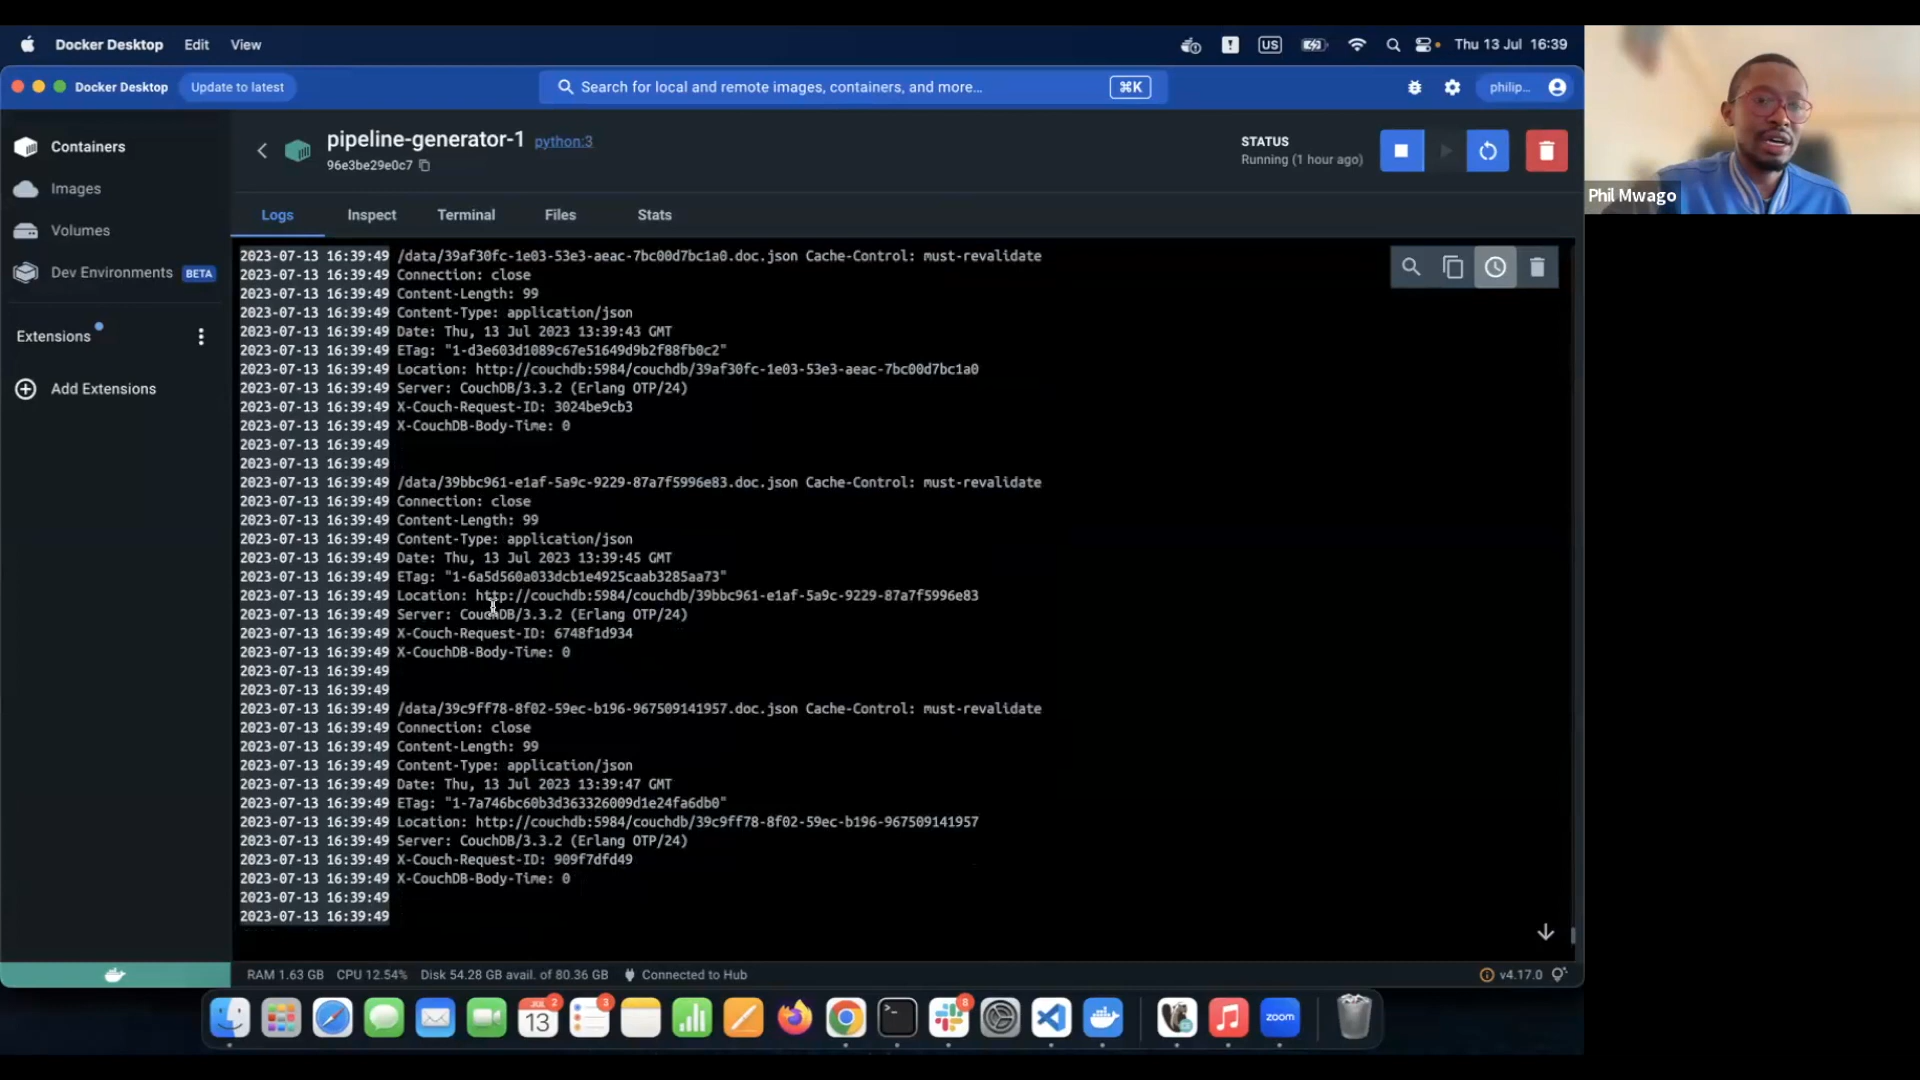 Docker Desktop Edit View
US
Thu 13 Jul 16:39
Docker Desktop Update to latest
Search for local and remote images, containers, and more...
⌘K
philip...
Containers
Images
Volumes
Dev Environments BETA
Extensions
Add Extensions
pipeline-generator-1 python:3
96e3be29e0c7
STATUS
Running (1 hour ago)
Logs Inspect Terminal Files Stats
2023-07-13 16:39:49 /data/39af30fc-1e03-53e3-aeac-7bc00d7bc1a0.doc.json Cache-Control: must-revalidate
2023-07-13 16:39:49 Connection: close
2023-07-13 16:39:49 Content-Length: 99
2023-07-13 16:39:49 Content-Type: application/json
2023-07-13 16:39:49 Date: Thu, 13 Jul 2023 13:39:43 GMT
2023-07-13 16:39:49 ETag: "1-d3e603d1089c67e51649d9b2f88fb0c2"
2023-07-13 16:39:49 Location: http://couchdb:5984/couchdb/39af30fc-1e03-53e3-aeac-7bc00d7bc1a0
2023-07-13 16:39:49 Server: CouchDB/3.3.2 (Erlang OTP/24)
2023-07-13 16:39:49 X-Couch-Request-ID: 3024be9cb3
2023-07-13 16:39:49 X-CouchDB-Body-Time: 0
2023-07-13 16:39:49
2023-07-13 16:39:49
2023-07-13 16:39:49 /data/39bbc961-e1af-5a9c-9229-87a7f5996e83.doc.json Cache-Control: must-revalidate
2023-07-13 16:39:49 Connection: close
2023-07-13 16:39:49 Content-Length: 99
2023-07-13 16:39:49 Content-Type: application/json
2023-07-13 16:39:49 Date: Thu, 13 Jul 2023 13:39:45 GMT
2023-07-13 16:39:49 ETag: "1-6a5d560a033dcb1e4925caab3285aa73"
2023-07-13 16:39:49 Location: http://couchdb:5984/couchdb/39bbc961-e1af-5a9c-9229-87a7f5996e83
2023-07-13 16:39:49 Server: CouchDB/3.3.2 (Erlang OTP/24)
2023-07-13 16:39:49 X-Couch-Request-ID: 6748f1d934
2023-07-13 16:39:49 X-CouchDB-Body-Time: 0
2023-07-13 16:39:49
2023-07-13 16:39:49
2023-07-13 16:39:49 /data/39c9ff78-8f02-59ec-b196-967509141957.doc.json Cache-Control: must-revalidate
2023-07-13 16:39:49 Connection: close
2023-07-13 16:39:49 Content-Length: 99
2023-07-13 16:39:49 Content-Type: application/json
2023-07-13 16:39:49 Date: Thu, 13 Jul 2023 13:39:47 GMT
2023-07-13 16:39:49 ETag: "1-7a746bc60b3d363326009d1e24fa6db0"
2023-07-13 16:39:49 Location: http://couchdb:5984/couchdb/39c9ff78-8f02-59ec-b196-967509141957
2023-07-13 16:39:49 Server: CouchDB/3.3.2 (Erlang OTP/24)
2023-07-13 16:39:49 X-Couch-Request-ID: 909f7dfd49
2023-07-13 16:39:49 X-CouchDB-Body-Time: 0
2023-07-13 16:39:49
2023-07-13 16:39:49
RAM 1.63 GB CPU 12.54% Disk 54.28 GB avail. of 80.36 GB Connected to Hub
v4.17.0
JUL 2
13
3
8
zoom
Phil Mwago